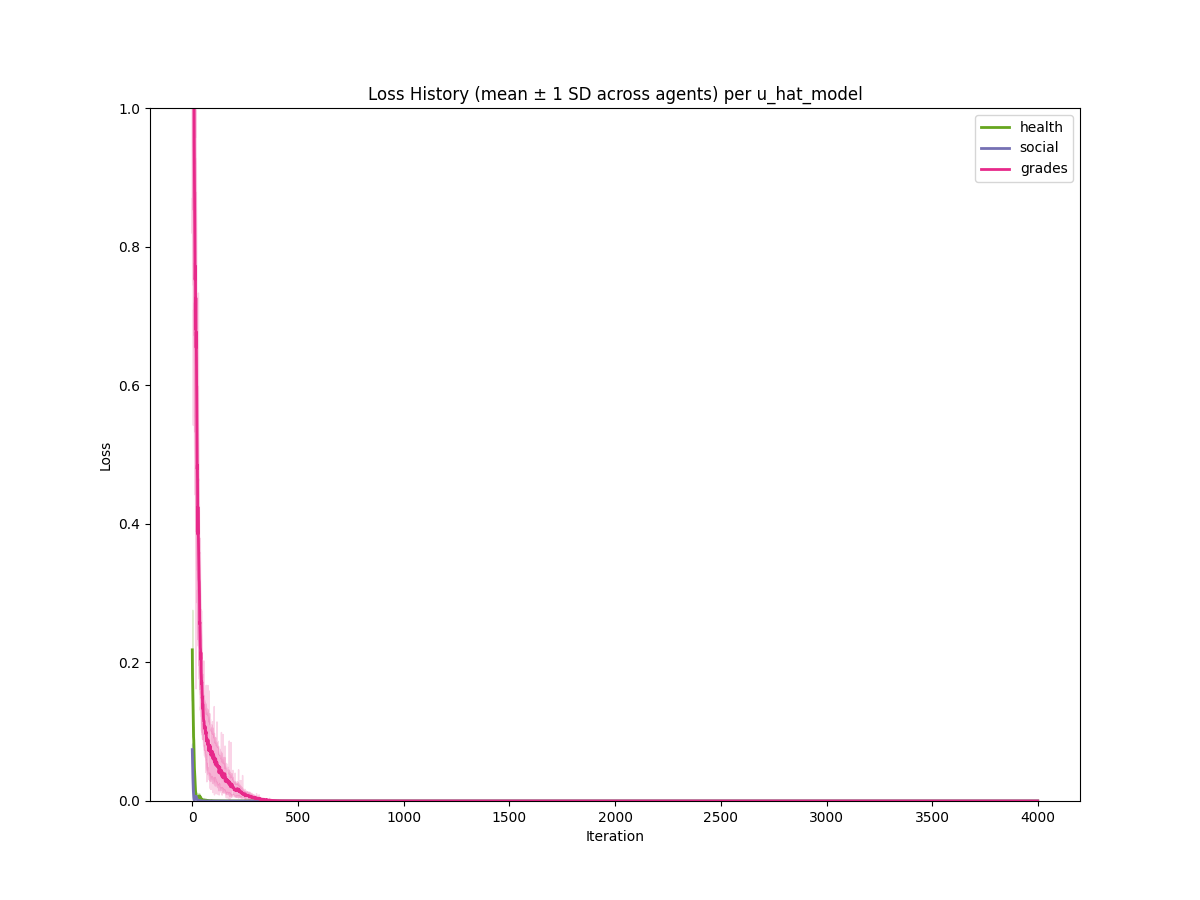 Loss History (mean ± 1 SD across agents) per u_hat_model
health
social
grades
Loss
1.0
0.8
0.6
0.4
0.2
0.0
0 500 1000 1500 2000 2500 3000 3500 4000
Iteration